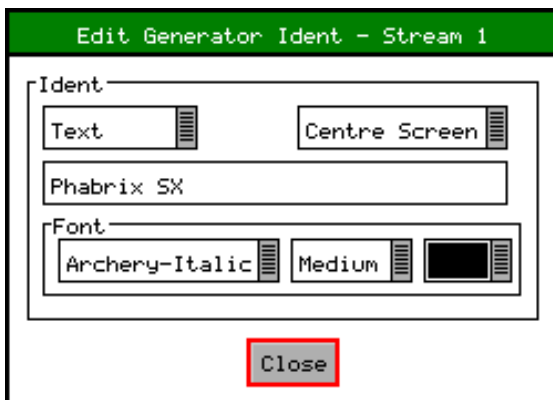 Edit Generator Ident - Stream 1
Ident
Text Centre Screen
Phabrix SX
Font
Archery-Italic Medium
Close